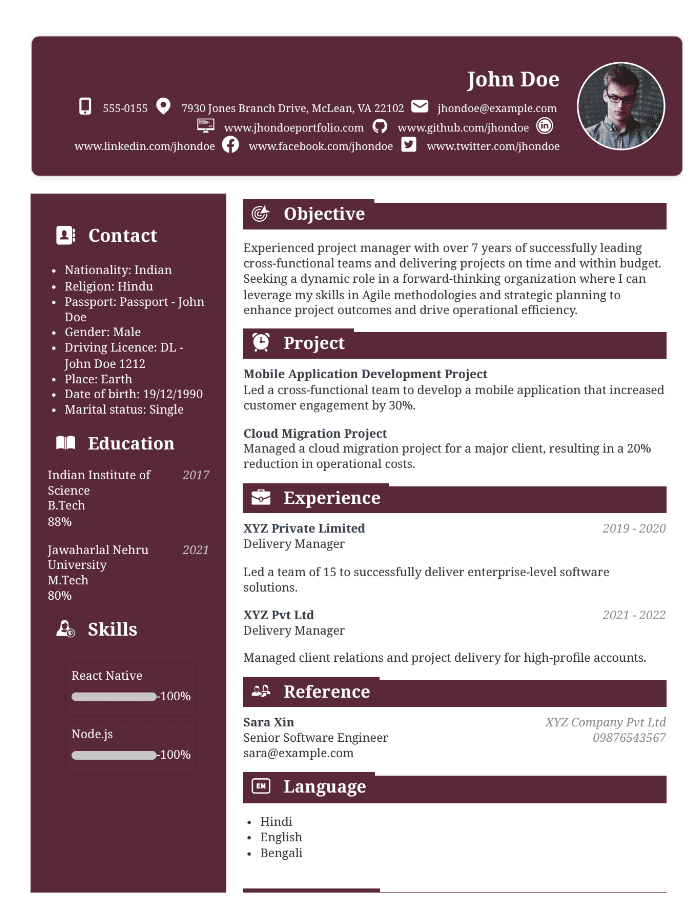 John Doe
555-0155 7930 Jones Branch Drive, McLean, VA 22102 jhondoe@example.com
www.jhondoeportfolio.com www.github.com/jhondoe
www.linkedin.com/jhondoe www.facebook.com/jhondoe www.twitter.com/jhondoe
Contact
• Nationality: Indian
• Religion: Hindu
• Passport: Passport - John
Doe
• Gender: Male
• Driving Licence: DL -
John Doe 1212
• Place: Earth
• Date of birth: 19/12/1990
• Marital status: Single
Education
Indian Institute of 2017
Science
B.Tech
88%
Jawaharlal Nehru 2021
University
M.Tech
80%
Skills
React Native
100%
Node.js
100%
Objective
Experienced project manager with over 7 years of successfully leading
cross-functional teams and delivering projects on time and within budget.
Seeking a dynamic role in a forward-thinking organization where I can
leverage my skills in Agile methodologies and strategic planning to
enhance project outcomes and drive operational efficiency.
Project
Mobile Application Development Project
Led a cross-functional team to develop a mobile application that increased
customer engagement by 30%.
Cloud Migration Project
Managed a cloud migration project for a major client, resulting in a 20%
reduction in operational costs.
Experience
XYZ Private Limited 2019 - 2020
Delivery Manager
Led a team of 15 to successfully deliver enterprise-level software
solutions.
XYZ Pvt Ltd 2021 - 2022
Delivery Manager
Managed client relations and project delivery for high-profile accounts.
Reference
Sara Xin XYZ Company Pvt Ltd
Senior Software Engineer 09876543567
sara@example.com
EN Language
• Hindi
• English
• Bengali